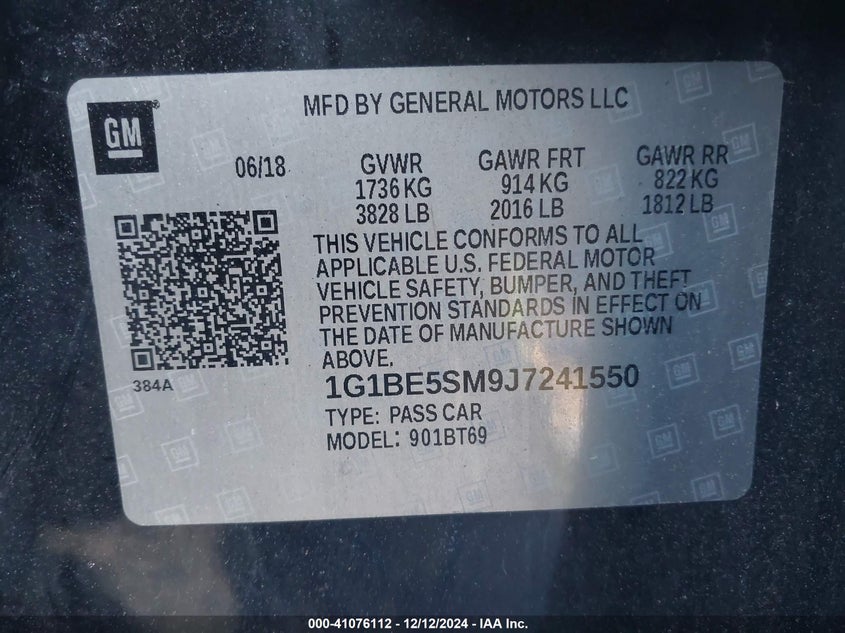 GM
MFD BY GENERAL MOTORS LLC
06/18
GVWR
1736 KG
3828 LB
GAWR FRT
914 KG
2016 LB
GAWR RR
822 KG
1812 LB
THIS VEHICLE CONFORMS TO ALL
APPLICABLE U.S. FEDERAL MOTOR
VEHICLE SAFETY, BUMPER, AND THEFT
PREVENTION STANDARDS IN EFFECT ON
THE DATE OF MANUFACTURE SHOWN
ABOVE.
384A
1G1BE5SM9J7241550
TYPE: PASS CAR
MODEL: 901BT69
000-41076112 - 12/12/2024 - IAA Inc.